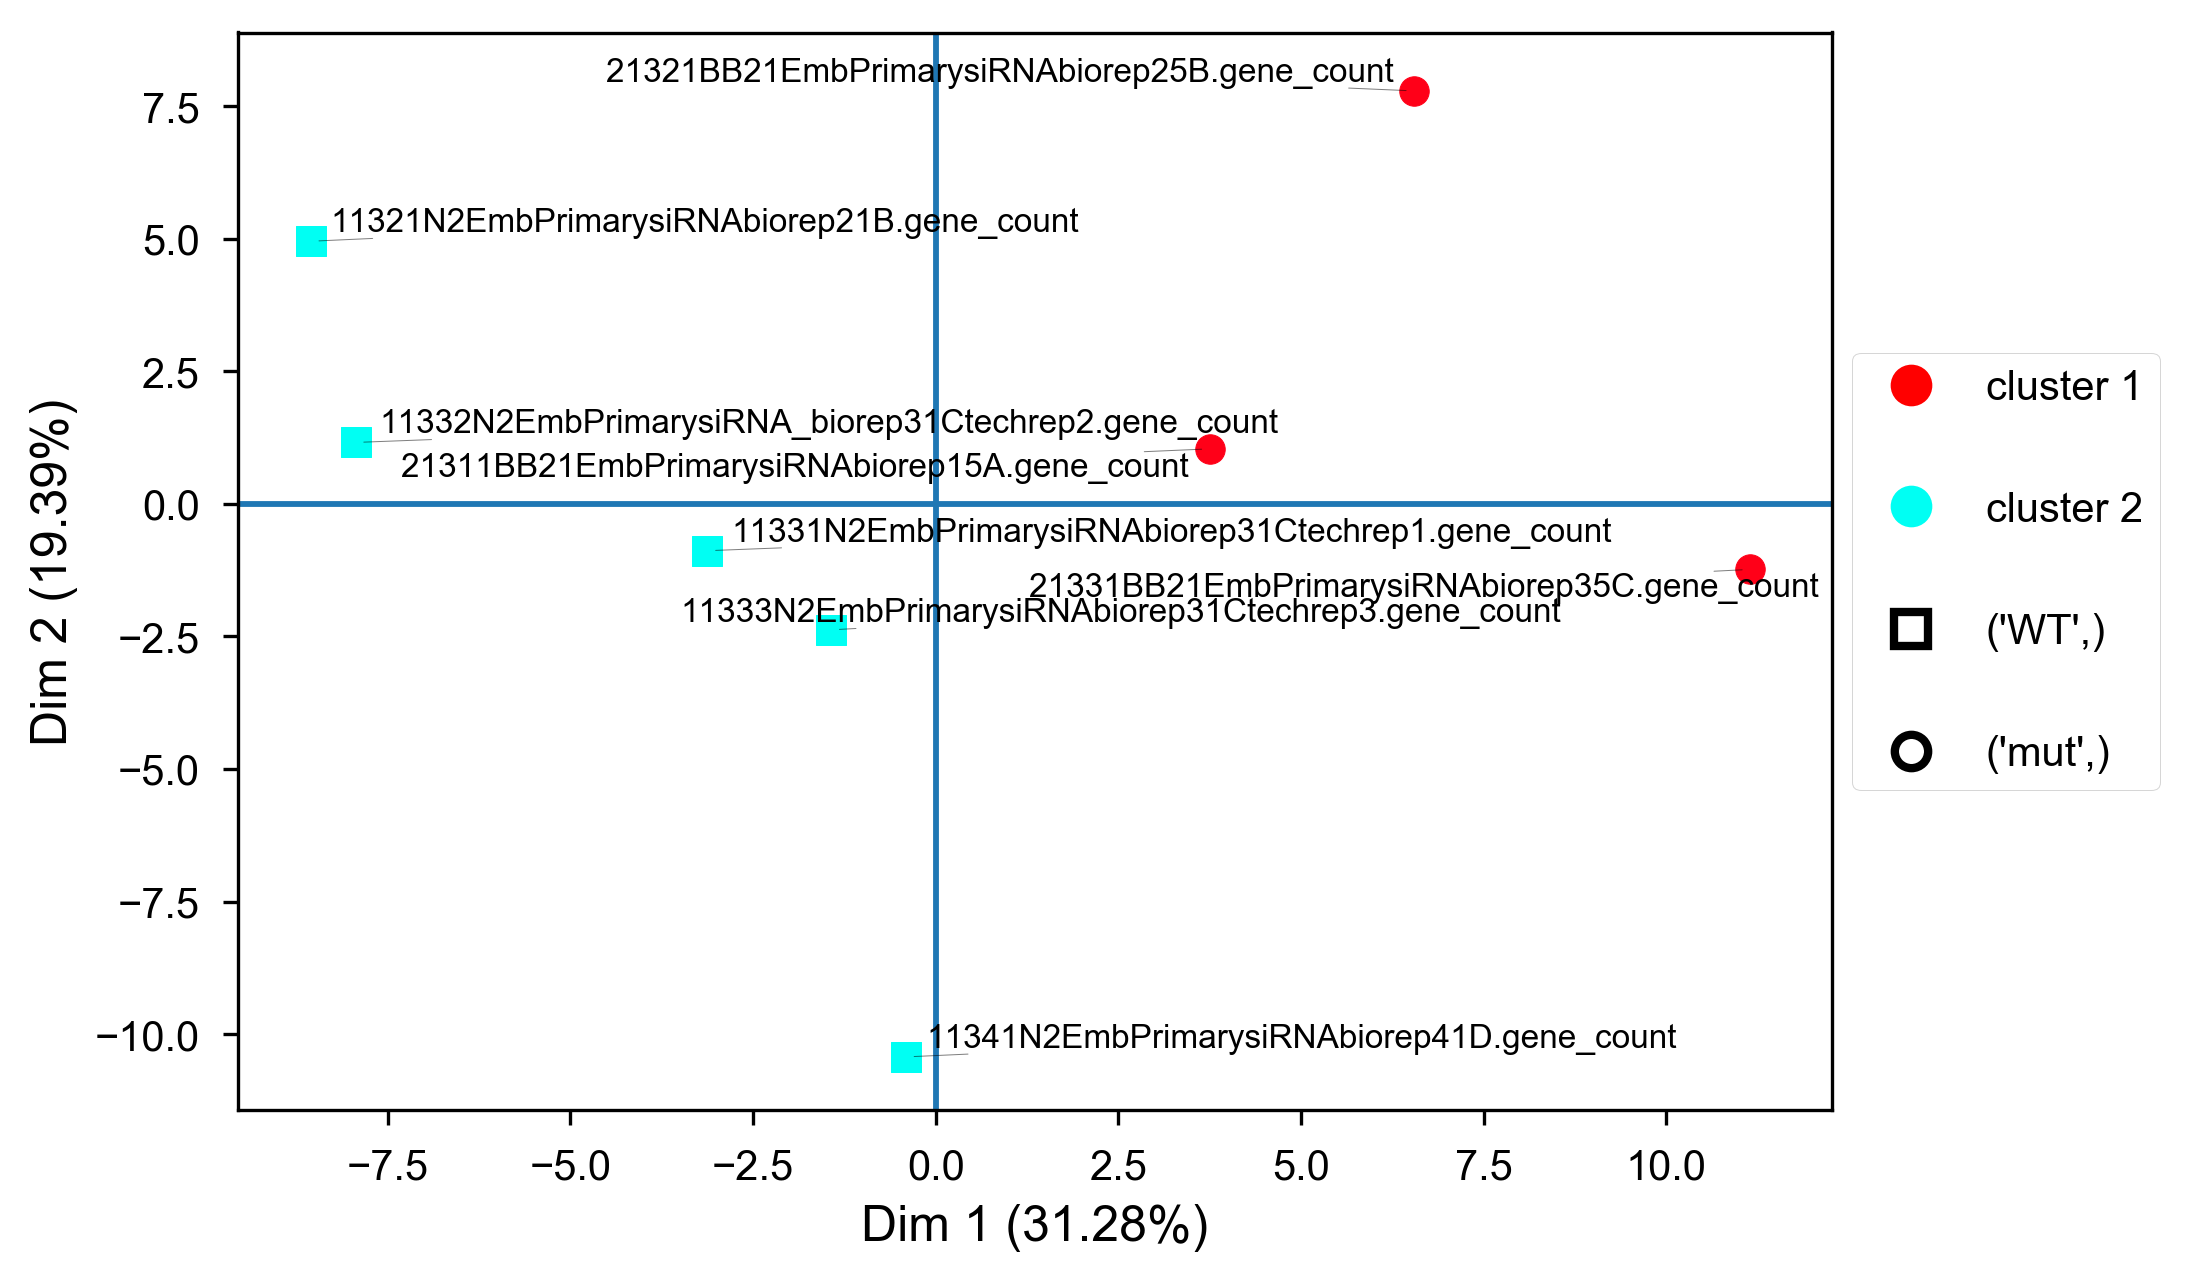 21321BB21EmbPrimarysiRNAbiorep25B.gene_count
11321N2EmbPrimarysiRNAbiorep21B.gene_count
11332N2EmbPrimarysiRNA_biorep31Ctechrep2.gene_count
21311BB21EmbPrimarysiRNAbiorep15A.gene_count
11331N2EmbPrimarysiRNAbiorep31Ctechrep1.gene_count
21331BB21EmbPrimarysiRNAbiorep35C.gene_count
11333N2EmbPrimarysiRNAbiorep31Ctechrep3.gene_count
11341N2EmbPrimarysiRNAbiorep41D.gene_count
7.5
5.0
2.5
0.0
−2.5
−5.0
−7.5
−10.0
Dim 2 (19.39%)
−7.5
−5.0
−2.5
0.0
2.5
5.0
7.5
10.0
Dim 1 (31.28%)
cluster 1
cluster 2
('WT',)
('mut',)